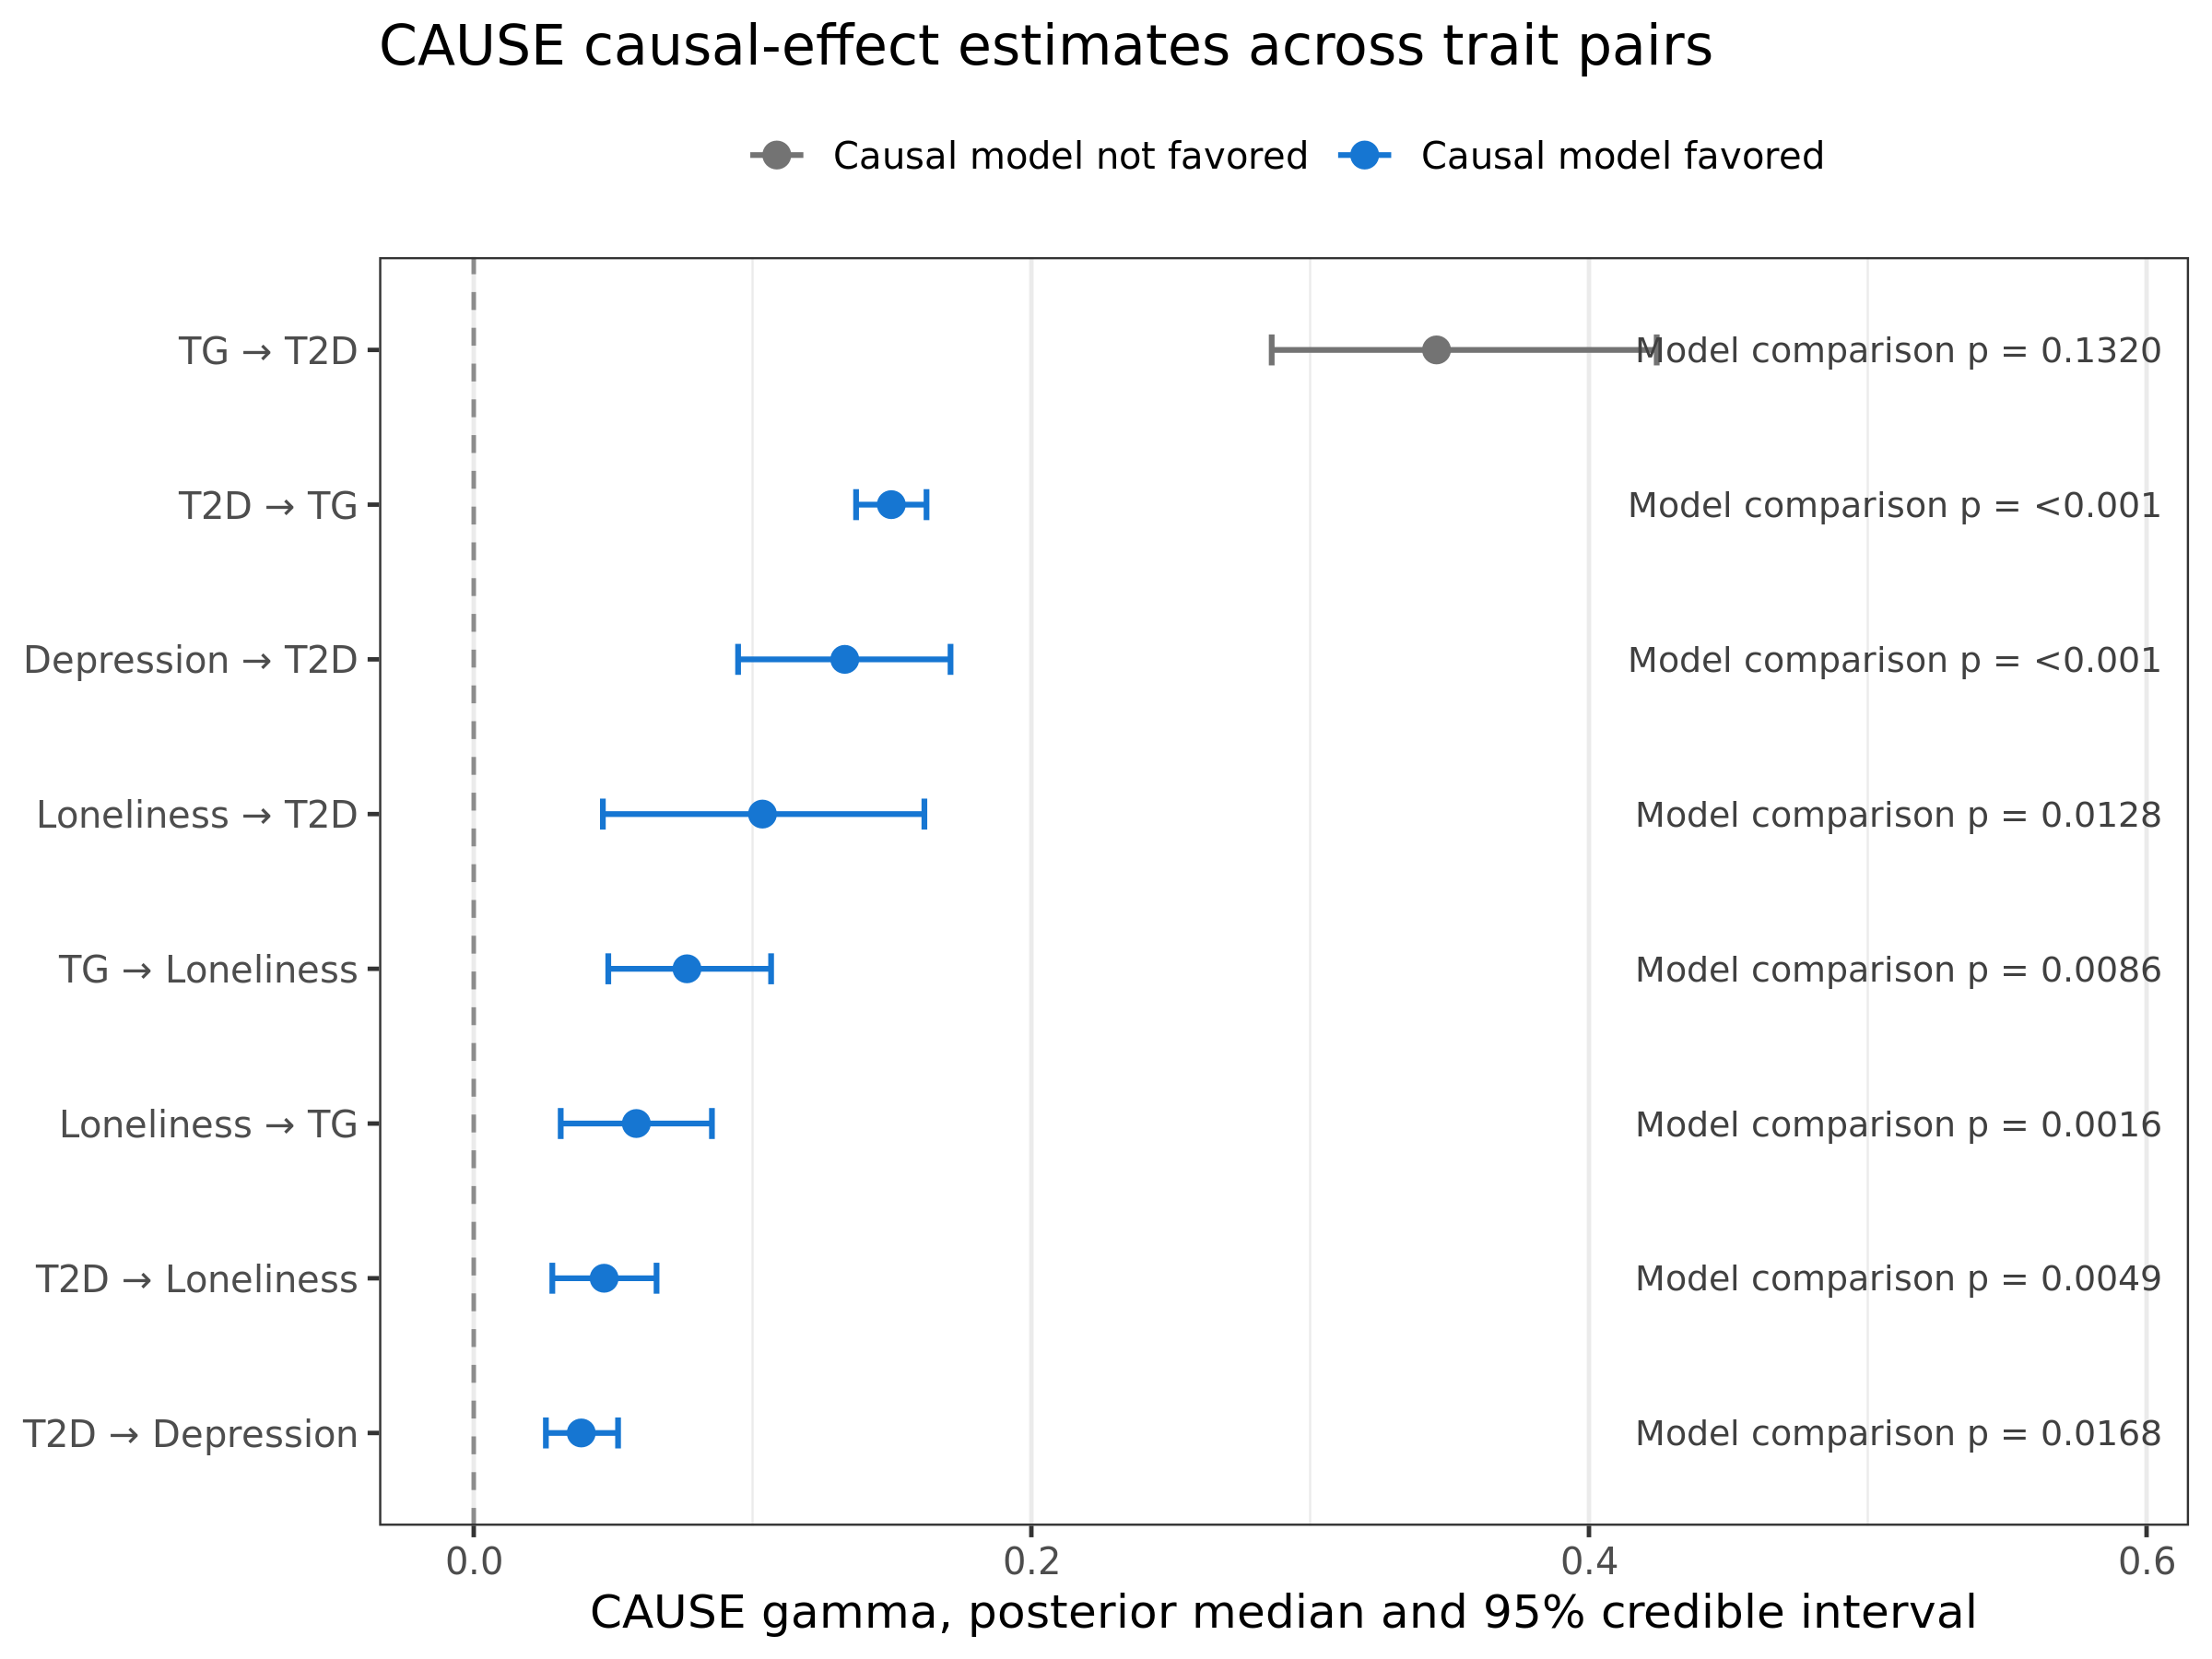 CAUSE causal-effect estimates across trait pairs
Causal model not favored Causal model favored
TG → T2D Model comparison p = 0.1320
T2D → TG Model comparison p = <0.001
Depression → T2D Model comparison p = <0.001
Loneliness → T2D Model comparison p = 0.0128
TG → Loneliness Model comparison p = 0.0086
Loneliness → TG Model comparison p = 0.0016
T2D → Loneliness Model comparison p = 0.0049
T2D → Depression Model comparison p = 0.0168
0.0 0.2 0.4 0.6
CAUSE gamma, posterior median and 95% credible interval